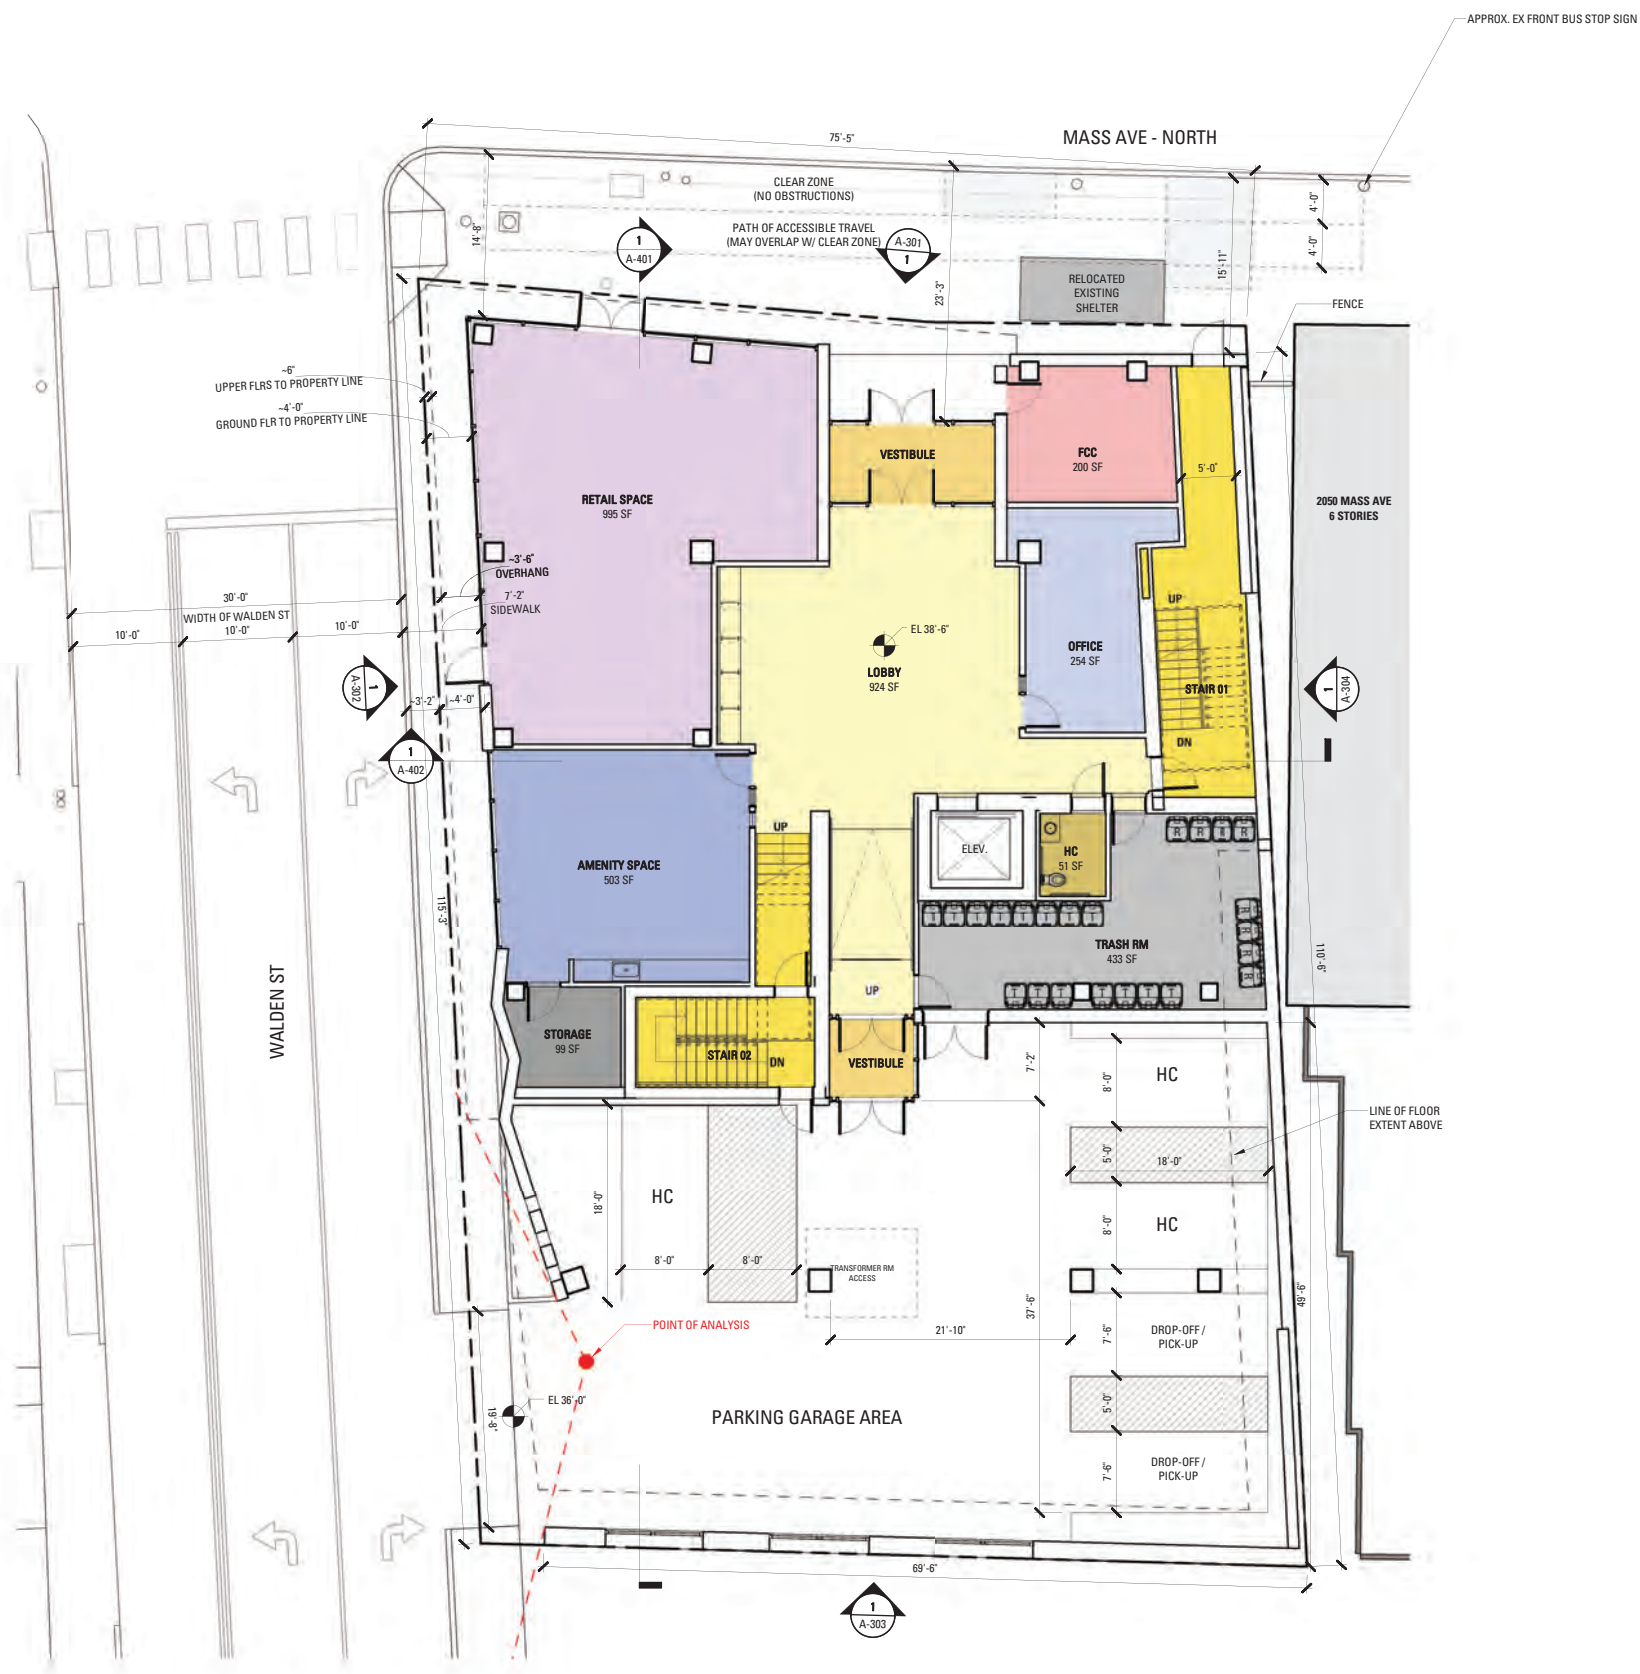 APPROX. EX FRONT BUS STOP SIGN
75'-5"
MASS AVE - NORTH
CLEAR ZONE
(NO OBSTRUCTIONS)
4'-0"
14'-8"
PATH OF ACCESSIBLE TRAVEL
(MAY OVERLAP W/ CLEAR ZONE)
1
A-401
A-301
1
15'-11"
4'-0"
23'-3"
RELOCATED
EXISTING
SHELTER
FENCE
~6"
UPPER FLRS TO PROPERTY LINE
~4'-0"
GROUND FLR TO PROPERTY LINE
VESTIBULE
FCC
200 SF
5'-0"
RETAIL SPACE
995 SF
2050 MASS AVE
6 STORIES
~3'-6"
OVERHANG
7'-2"
SIDEWALK
30'-0"
WIDTH OF WALDEN ST
10'-0"
10'-0"
10'-0"
UP
EL 38'-6"
LOBBY
924 SF
OFFICE
254 SF
STAIR 01
DN
1
A-302
1
A-304
~3'-2"
~4'-0"
1
A-402
UP
AMENITY SPACE
503 SF
ELEV.
HC
51 SF
R R R R
115'-3"
T T T T T T T T
R
R
R
R
TRASH RM
433 SF
110'-6"
WALDEN ST
UP
T T T T T T T
STORAGE
99 SF
STAIR 02
DN
VESTIBULE
7'-2"
8'-0"
HC
LINE OF FLOOR
EXTENT ABOVE
5'-0"
18'-0"
18'-0"
HC
8'-0"
HC
8'-0"
8'-0"
TRANSFORMER RM
ACCESS
37'-6"
49'-6"
POINT OF ANALYSIS
21'-10"
7'-6"
DROP-OFF /
PICK-UP
EL 36'-0"
19'-8"
5'-0"
PARKING GARAGE AREA
7'-6"
DROP-OFF /
PICK-UP
69'-6"
1
A-303